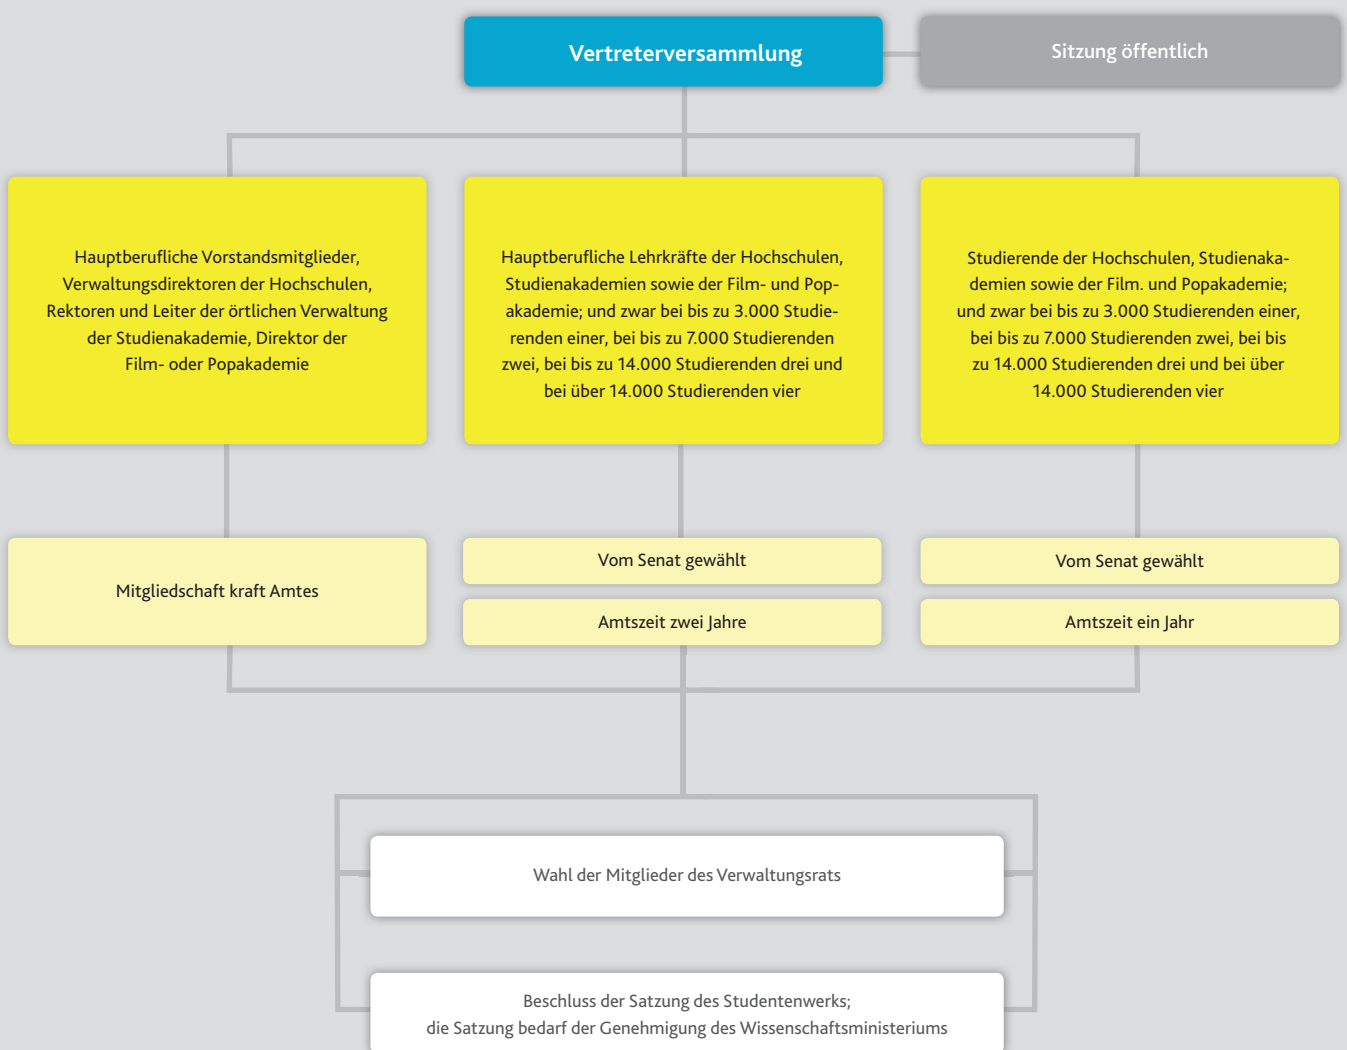 Vertreterversammlung
Sitzung öffentlich
Hauptberufliche Vorstandsmitglieder,
Verwaltungsdirektoren der Hochschulen,
Rektoren und Leiter der örtlichen Verwaltung
der Studienakademie, Direktor der
Film- oder Popakademie
Hauptberufliche Lehrkräfte der Hochschulen,
Studienakademien sowie der Film- und Pop-
akademie; und zwar bei bis zu 3.000 Studie-
renden einer, bei bis zu 7.000 Studierenden
zwei, bei bis zu 14.000 Studierenden drei und
bei über 14.000 Studierenden vier
Studierende der Hochschulen, Studienaka-
demien sowie der Film. und Popakademie;
und zwar bei bis zu 3.000 Studierenden einer,
bei bis zu 7.000 Studierenden zwei, bei bis
zu 14.000 Studierenden drei und bei über
14.000 Studierenden vier
Mitgliedschaft kraft Amtes
Vom Senat gewählt
Amtszeit zwei Jahre
Vom Senat gewählt
Amtszeit ein Jahr
Wahl der Mitglieder des Verwaltungsrats
Beschluss der Satzung des Studentenwerks;
die Satzung bedarf der Genehmigung des Wissenschaftsministeriums